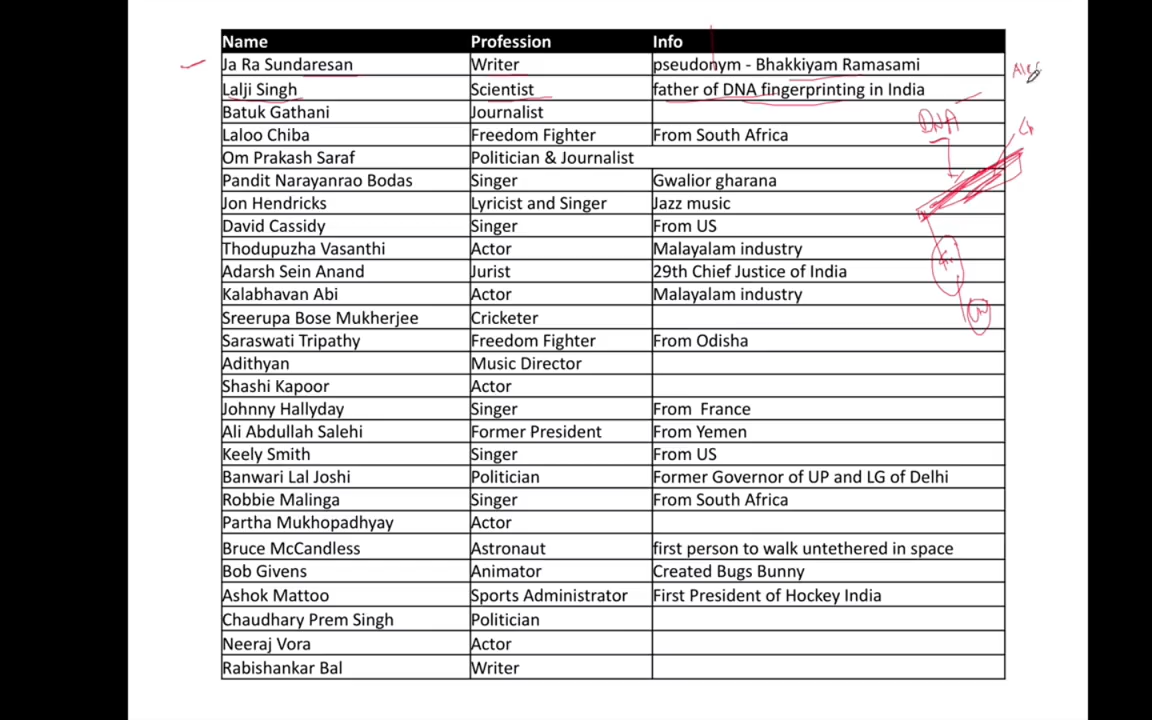 Name Profession Info
Ja Ra Sundaresan Writer pseudonym - Bhakkiyam Ramasami
Lalji Singh Scientist father of DNA fingerprinting in India
Batuk Gathani Journalist
DNA
Laloo Chiba Freedom Fighter From South Africa
Om Prakash Saraf Politician & Journalist
Pandit Narayanrao Bodas Singer Gwalior gharana
Jon Hendricks Lyricist and Singer Jazz music
David Cassidy Singer From US
Thodupuzha Vasanthi Actor Malayalam industry
Adarsh Sein Anand Jurist 29th Chief Justice of India
Kalabhavan Abi Actor Malayalam industry
Sreerupa Bose Mukherjee Cricketer
Saraswati Tripathy Freedom Fighter From Odisha
Adithyan Music Director
Shashi Kapoor Actor
Johnny Hallyday Singer From France
Ali Abdullah Salehi Former President From Yemen
Keely Smith Singer From US
Banwari Lal Joshi Politician Former Governor of UP and LG of Delhi
Robbie Malinga Singer From South Africa
Partha Mukhopadhyay Actor
Bruce McCandless Astronaut first person to walk untethered in space
Bob Givens Animator Created Bugs Bunny
Ashok Mattoo Sports Administrator First President of Hockey India
Chaudhary Prem Singh Politician
Neeraj Vora Actor
Rabishankar Bal Writer